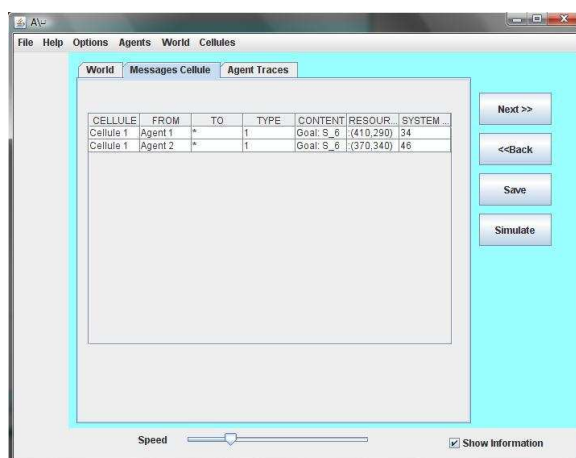 File Help Options Agents World Cellules
World Messages Cellule Agent Traces
CELLULE FROM TO TYPE CONTENT RESOUR... SYSTEM ...
Cellule 1 Agent 1 * 1 Goal: S_6 :(410,290) 34
Cellule 1 Agent 2 * 1 Goal: S_6 :(370,340) 46
Next >>
<<Back
Save
Simulate
Speed
Show Information